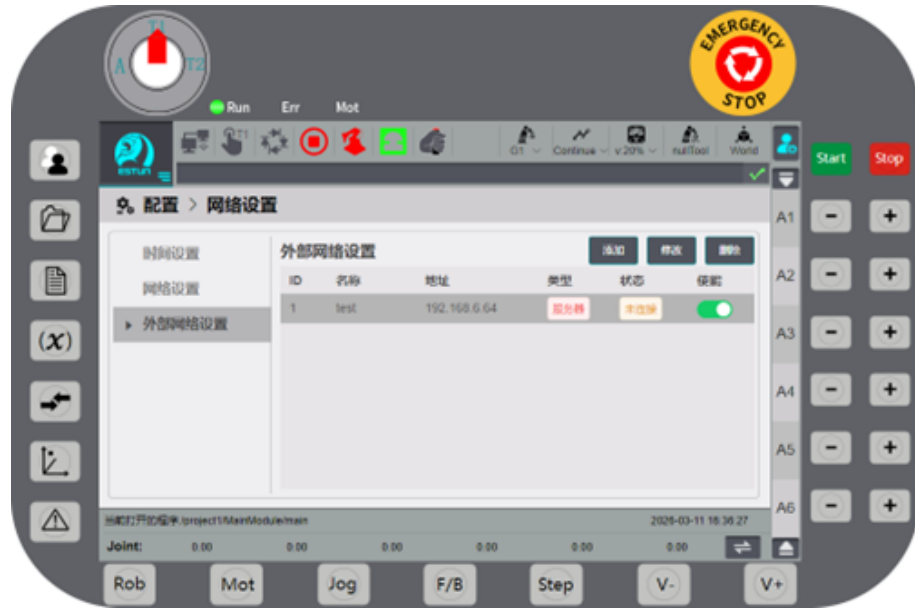 T1
A T2
EMERGENCY
STOP
Run Err Mot
T1
G1 Continue v:20% nullTool World
ESTUN
Start Stop
配置 > 网络设置
A1 - +
时间设置
外部网络设置 添加 修改 删除
网络设置
ID 名称 地址 类型 状态 使能
A2 - +
1 test 192.168.6.64 服务器 未连接
外部网络设置
(x)
A3 - +
A4 - +
A5 - +
A6 - +
当前打开的程序:/project1/MainModule/main 2026-03-11 16:36:27
Joint: 0.00 0.00 0.00 0.00 0.00 0.00
Rob Mot Jog F/B Step V- V+